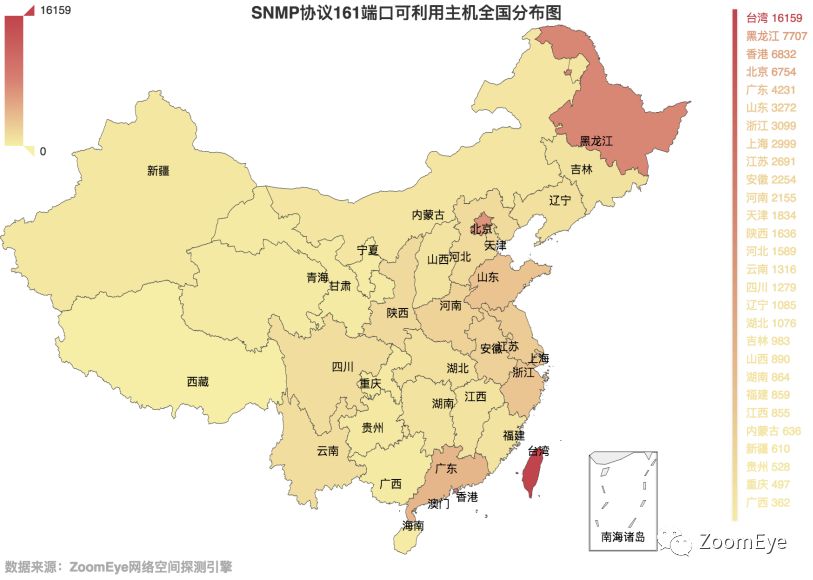 SNMP协议161端口可利用主机全国分布图
16159
0
新疆
西藏
青海
甘肃
宁夏
内蒙古
黑龙江
吉林
辽宁
北京
天津
河北
山西
山东
陕西
河南
四川
重庆
湖北
安徽
江苏
上海
浙江
湖南
江西
贵州
云南
福建
台湾
广西
广东
香港
澳门
海南
南海诸岛
台湾 16159
黑龙江 7707
香港 6832
北京 6754
广东 4231
山东 3272
浙江 3099
上海 2999
江苏 2691
安徽 2254
河南 2155
天津 1834
陕西 1636
河北 1589
云南 1316
四川 1279
辽宁 1085
湖北 1076
吉林 983
山西 890
湖南 864
福建 859
江西 855
内蒙古 636
新疆 610
贵州 528
重庆 497
广西 362
数据来源：ZoomEye网络空间探测引擎
ZoomEye